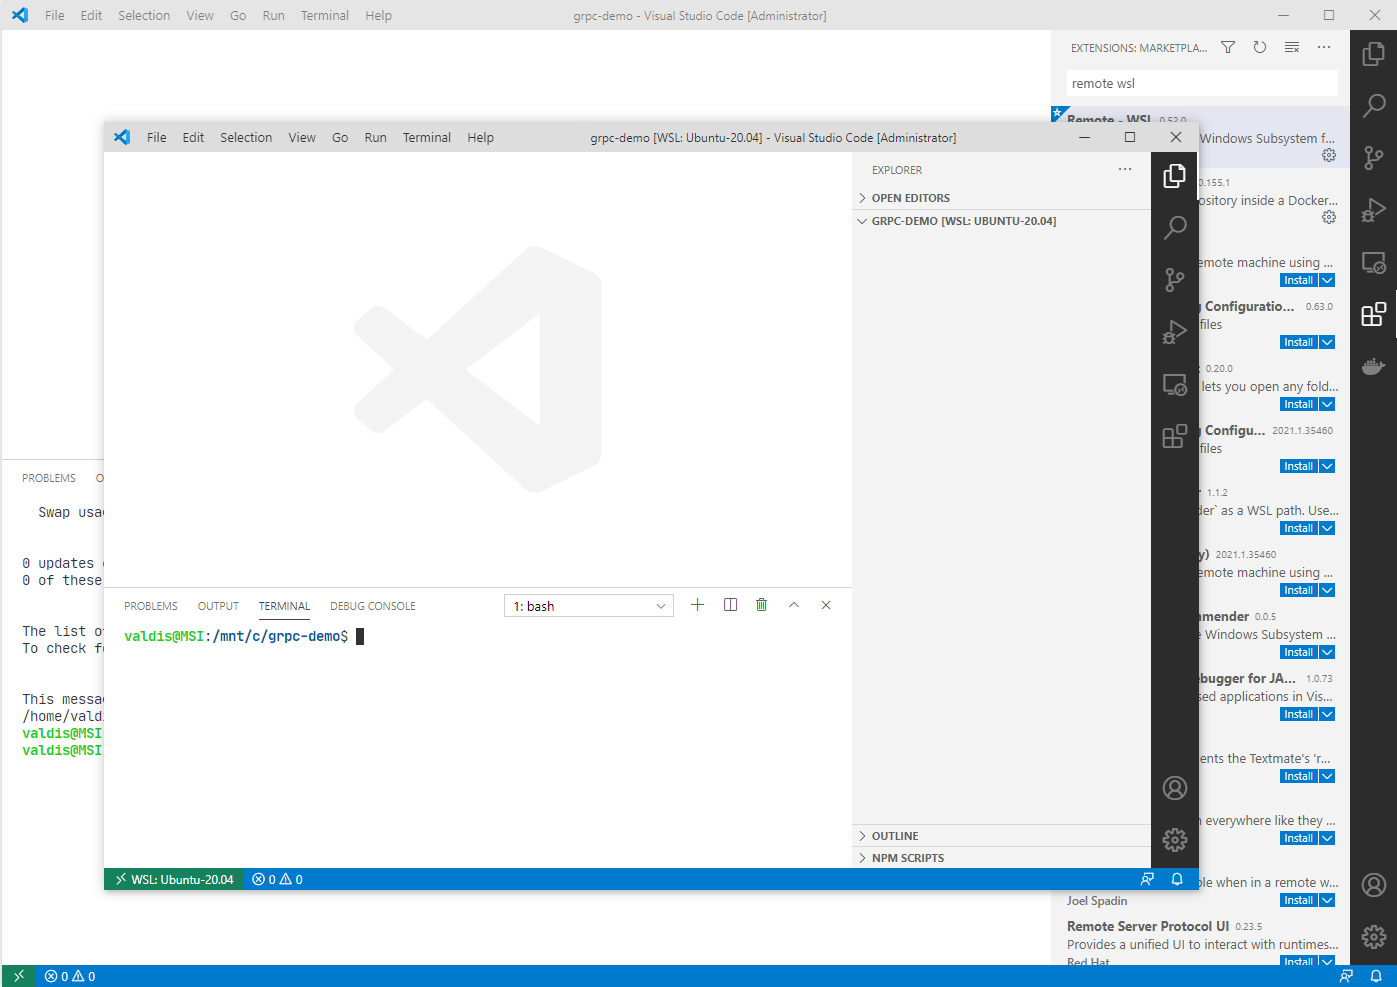 File Edit Selection View Go Run Terminal Help
grpc-demo - Visual Studio Code [Administrator]
EXTENSIONS: MARKETPLA...
remote wsl
Remote - WSL 0.52.0
Windows Subsystem f...
0.155.1
ository inside a Docker...
emote machine using ...
Install
g Configuratio... 0.63.0
files
Install
0.20.0
lets you open any fold...
Install
g Configu... 2021.1.35460
files
Install
1.1.2
der` as a WSL path. Use...
Install
y) 2021.1.35460
emote machine using ...
Install
mmender 0.0.5
e Windows Subsystem ...
Install
ebugger for JA... 1.0.73
sed applications in Vis...
Install
ents the Textmate's 'r...
Install
n everywhere like they ...
Install
ple when in a remote w...
Joel Spadin
Install
Remote Server Protocol UI 0.23.5
Provides a unified UI to interact with runtimes...
Red Hat
Install
File Edit Selection View Go Run Terminal Help
grpc-demo [WSL: Ubuntu-20.04] - Visual Studio Code [Administrator]
EXPLORER
OPEN EDITORS
GRPC-DEMO [WSL: UBUNTU-20.04]
OUTLINE
NPM SCRIPTS
PROBLEMS OUTPUT TERMINAL DEBUG CONSOLE
1: bash
valdis@MSI:/mnt/c/grpc-demo$
WSL: Ubuntu-20.04 0 0
PROBLEMS O
Swap usa
0 updates
0 of these
The list o
To check f
This messa
/home/vald
valdis@MSI
valdis@MSI
0 0